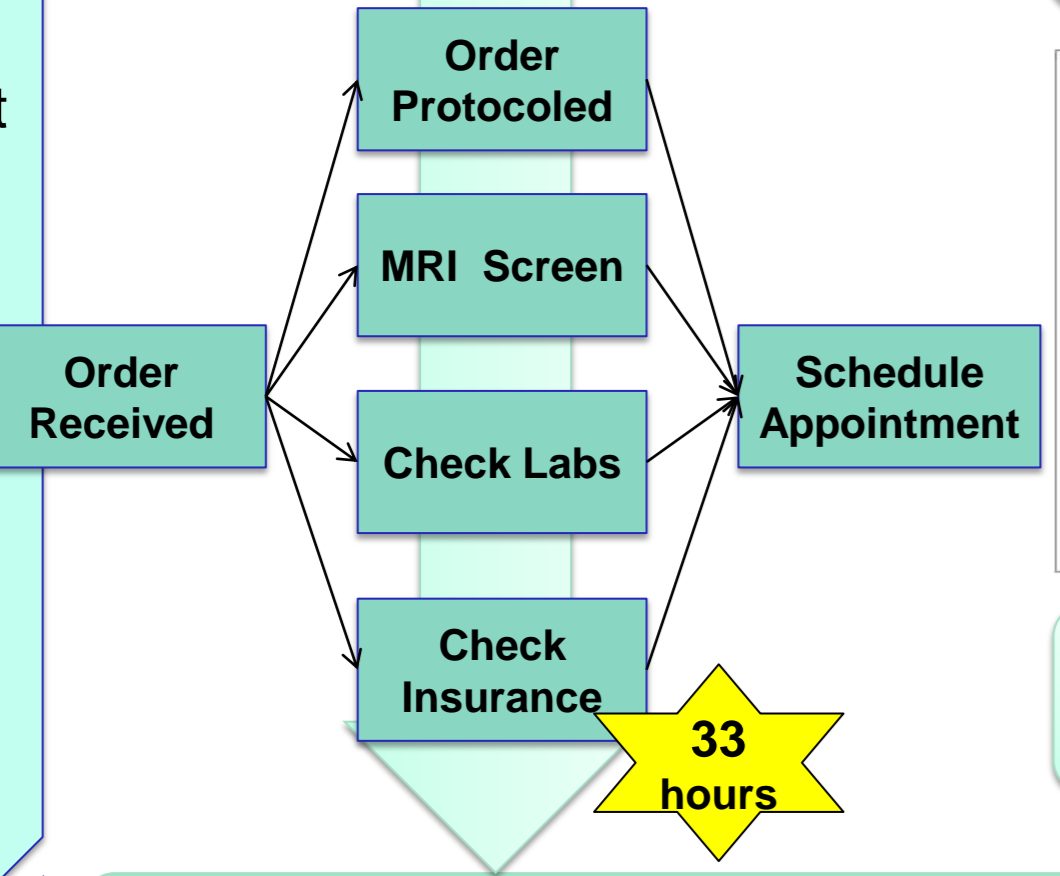 t
Order
Protocoled
MRI  Screen
Order
Received
Schedule
Appointment
Check Labs
Check
Insurance
33
hours